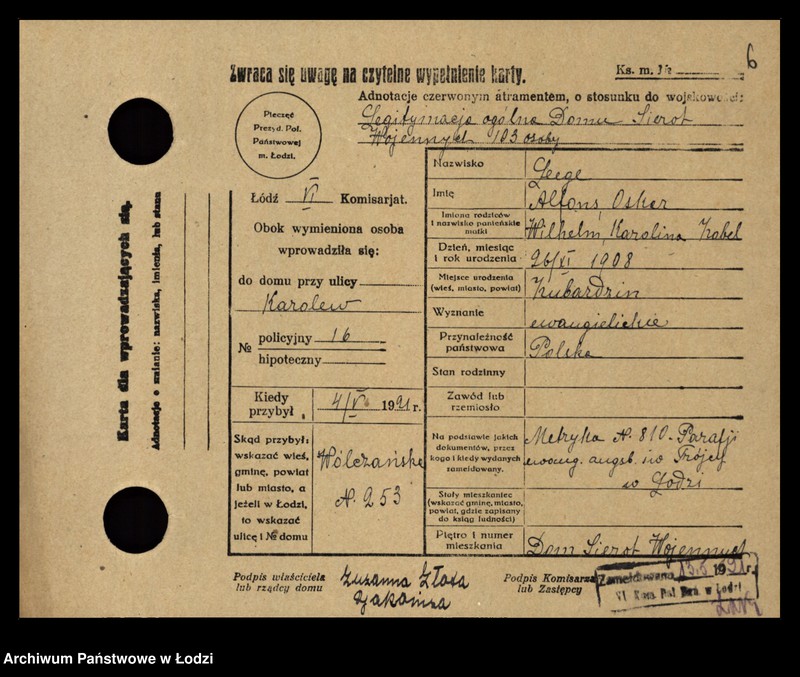 6
Zwraca się uwagę na czytelne wypełnienie karty.
Ks. m. №
Adnotacje czerwonym atramentem, o stosunku do wojskowości:
Legitymacja ogólna Domu Sierot
Wojennych 103 osoby
Pieczęć
Prezyd. Pol.
Państwowej
m. Łodzi.
Łódź VI Komisarjat.
Obok wymieniona osoba
wprowadziła się:
do domu przy ulicy
Karolew
№ policyjny 16
hipoteczny
Kiedy
przybył 4/V 1921 r.
Skąd przybył:
wskazać wieś,
gminę, powiat
lub miasto, a
jeżeli w Łodzi,
to wskazać
ulicę i № domu
Wólczańska
N. 253
Nazwisko
Imię Alfons, Osker
Imiona rodziców
i nazwisko panieńskie
matki
Wilhelm, Karolina
Dzień, miesiąc
i rok urodzenia 26/XI 1908
Miejsce urodzenia
(wieś, miasto, powiat)
Żubardzin
Wyznanie ewangielickie
Przynależność
państwowa
Polska
Stan rodzinny
Zawód lub
rzemiosło
Na podstawie jakich
dokumentów, przez
kogo i kiedy wydanych
zameldowany.
Metryka N. 810. Parafji
ewang. augsb. św Trójcy
w Łodzi
Stały mieszkaniec
(wskazać gminę, miasto,
powiat, gdzie zapisany
do ksiąg ludności)
Piętro i numer
mieszkania
Dom Sierot Wojennych
Podpis właściciela
lub rządcy domu
Zuzanna
Podpis Komisarza
lub Zastępcy
Zameldowano 13.5 1921 r.
VI Kom. Pol. Pań. w Łodzi
Karta dla wprowadzających się.
Adnotacje o zmianie: nazwiska, imienia, lub stanu
Archiwum Państwowe w Łodzi